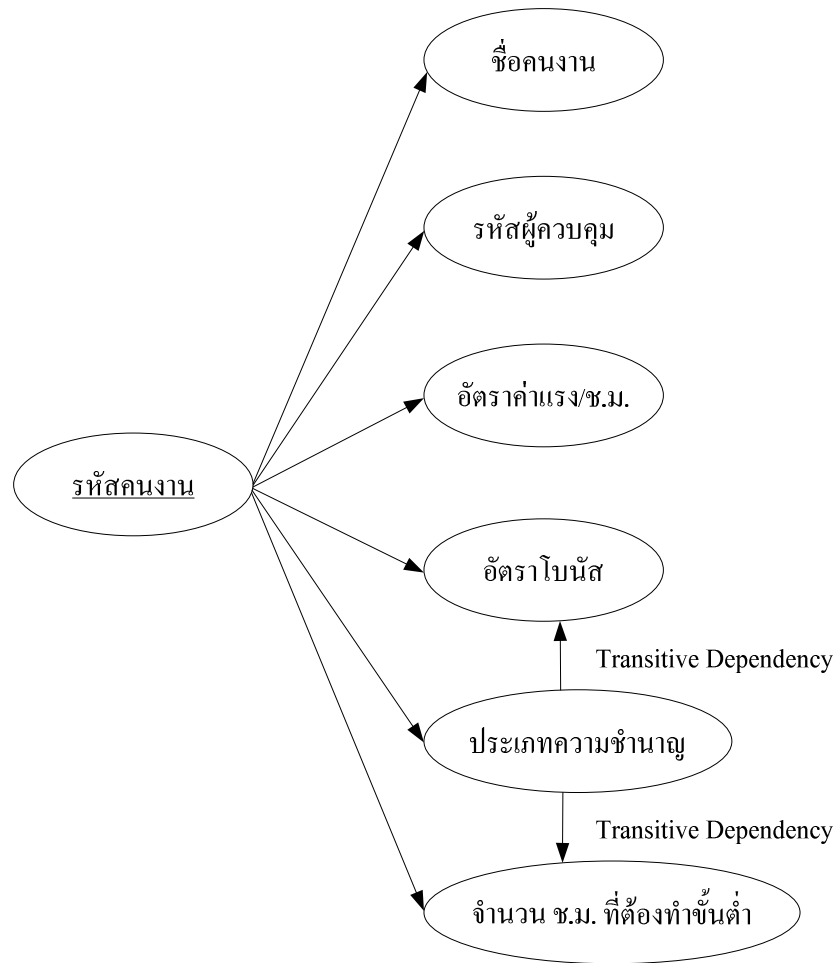 ชื่อคนงาน
รหัสผู้ควบคุม
อัตราค่าแรง/ช.ม.
รหัสคนงาน
อัตราโบนัส
Transitive Dependency
ประเภทความชำนาญ
Transitive Dependency
จำนวน ช.ม. ที่ต้องทำขั้นต่ำ